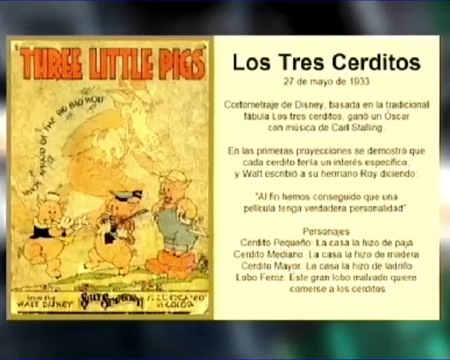 "THREE LITTLE PIGS"
WHO'S AFRAID OF THE BIG BAD WOLF
from the
WALT DISNEY
SILLY SYMPHONY
IN COLOR
Los Tres Cerditos
27 de mayo de 1933
Cortometraje de Disney, basada en la tradicional
fábula Los tres cerditos, ganó un Óscar
con música de Carl Stalling.
En las primeras proyecciones se demostró que
cada cerdito tenía un interés específico,
y Walt escribió a su hermano Roy diciendo:
"Al fin hemos conseguido que una
película tenga verdadera personalidad".
Personajes
Cerdito Pequeño: La casa la hizo de paja
Cerdito Mediano: La casa la hizo de madera
Cerdito Mayor: La casa la hizo de ladrillo
Lobo Feroz: Este gran lobo malvado quiere
comerse a los cerditos.